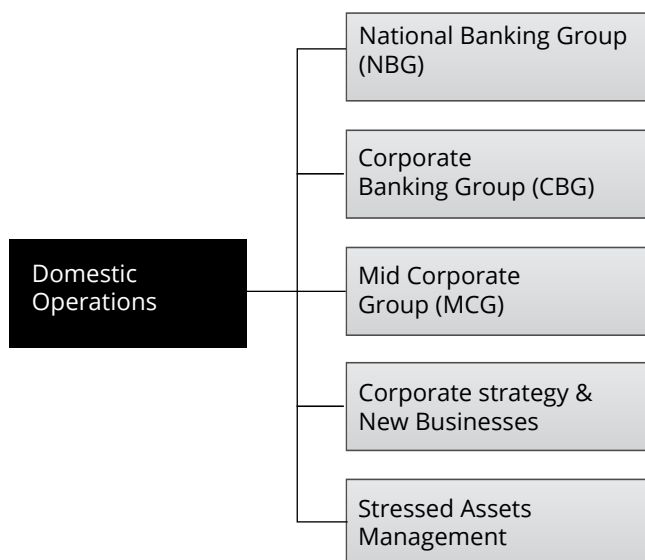 National Banking Group
(NBG)
Corporate
Banking Group (CBG)
Domestic
Operations
Mid Corporate
Group (MCG)
Corporate strategy &
New Businesses
Stressed Assets
Management